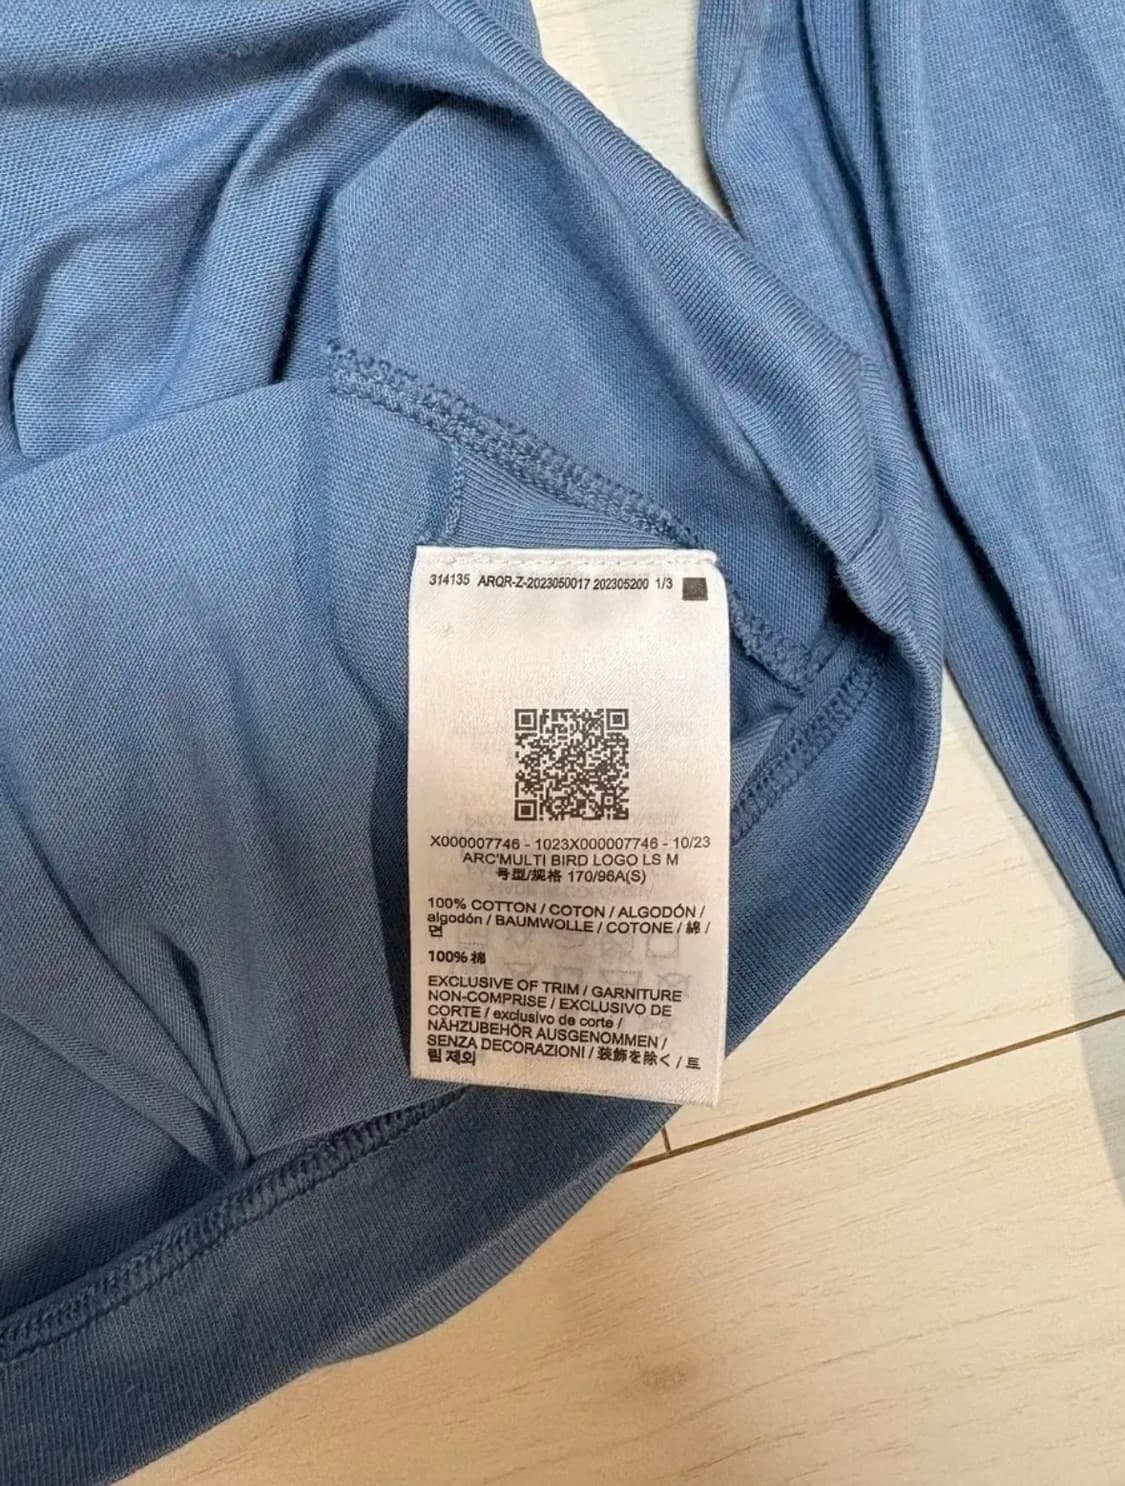 314135 ARQR-Z-2023050017 202305200 1/3
X000007746 - 1023X000007746 - 10/23
ARC'MULTI BIRD LOGO LS M
号型/规格 170/96A(S)
100% COTTON / COTON / ALGODÓN /
algodón / BAUMWOLLE / COTONE / 綿 /
면
100% 棉
EXCLUSIVE OF TRIM / GARNITURE
NON-COMPRISE / EXCLUSIVO DE
CORTE / exclusivo de corte /
NÄHZUBEHÖR AUSGENOMMEN /
SENZA DECORAZIONI / 装飾を除く / 트
림 제외